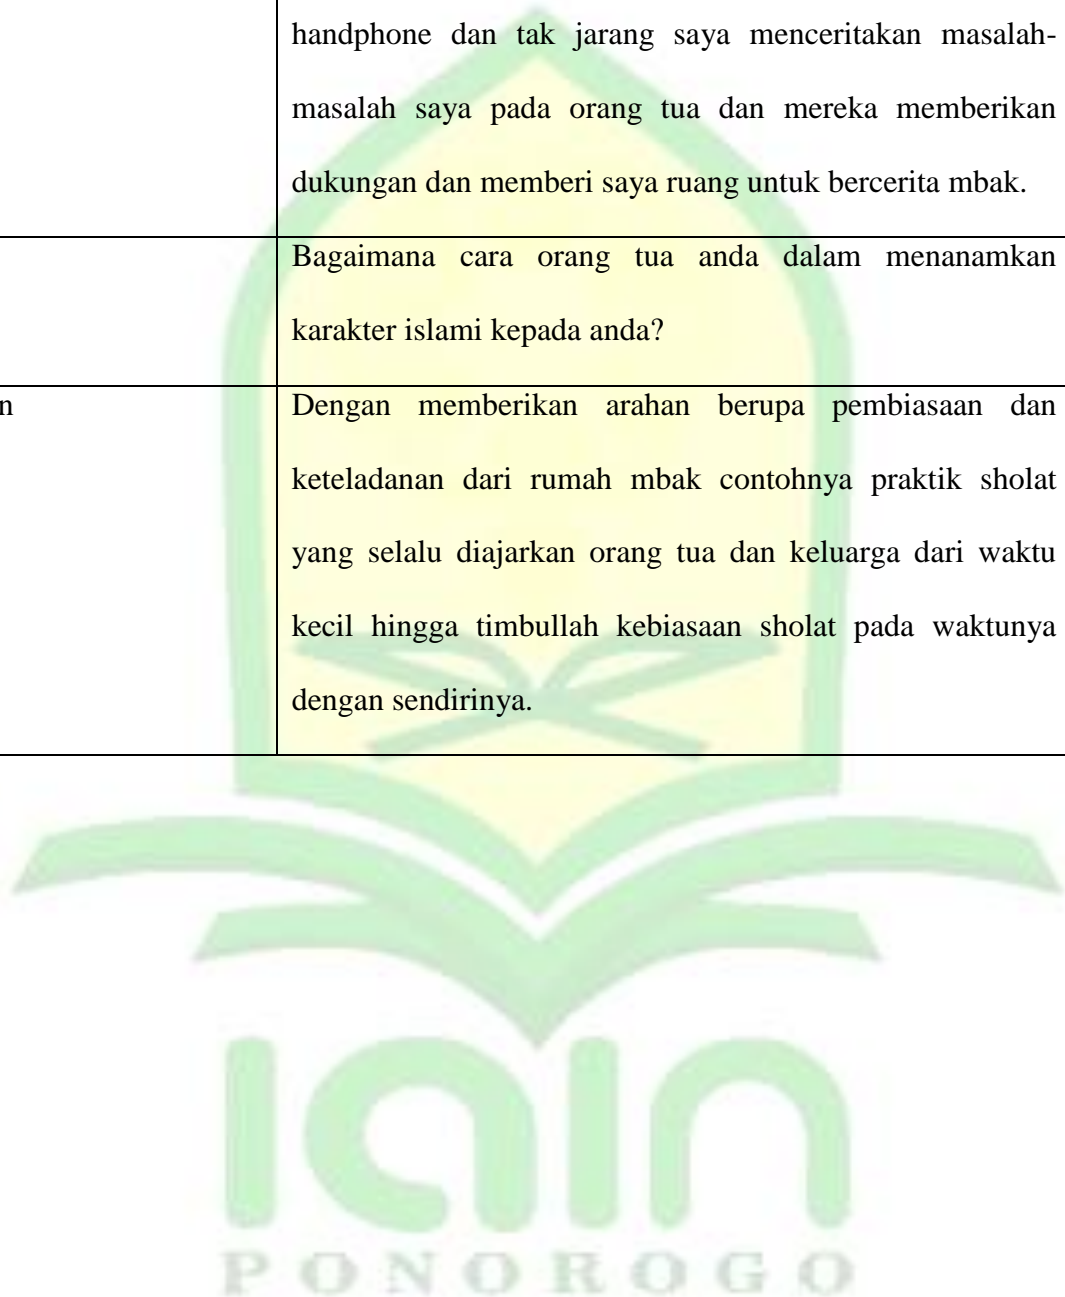 handphone dan tak jarang saya menceritakan masalah-
masalah saya pada orang tua dan mereka memberikan
dukungan dan memberi saya ruang untuk bercerita mbak.
Bagaimana cara orang tua anda dalam menanamkan
karakter islami kepada anda?
n
Dengan memberikan arahan berupa pembiasaan dan
keteladanan dari rumah mbak contohnya praktik sholat
yang selalu diajarkan orang tua dan keluarga dari waktu
kecil hingga timbullah kebiasaan sholat pada waktunya
dengan sendirinya.
iain
PONOROGO